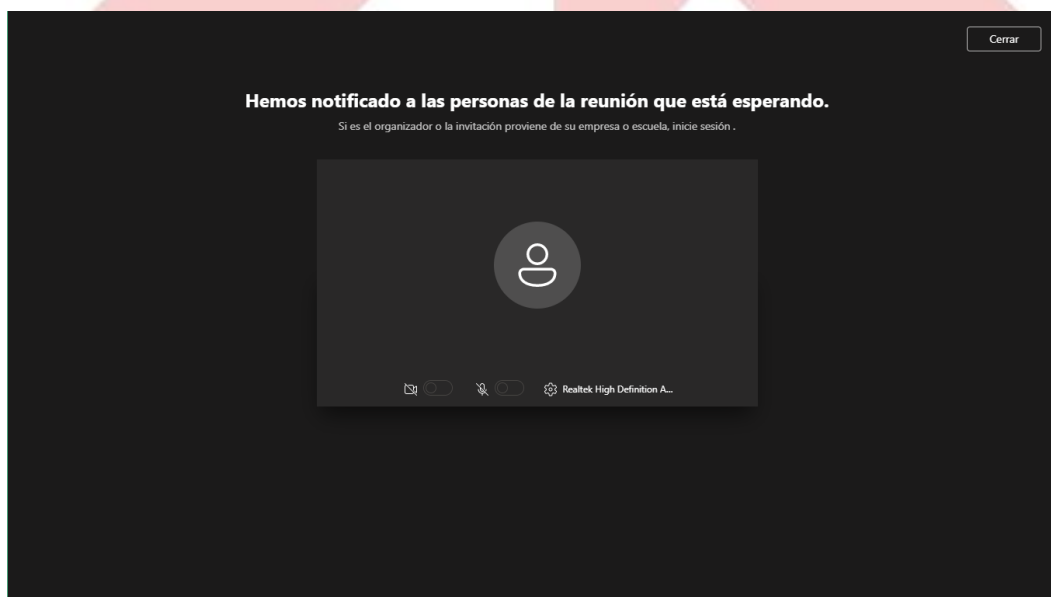 Cerrar
Hemos notificado a las personas de la reunión que está esperando.
Si es el organizador o la invitación proviene de su empresa o escuela, inicie sesión .
Realtek High Definition A...